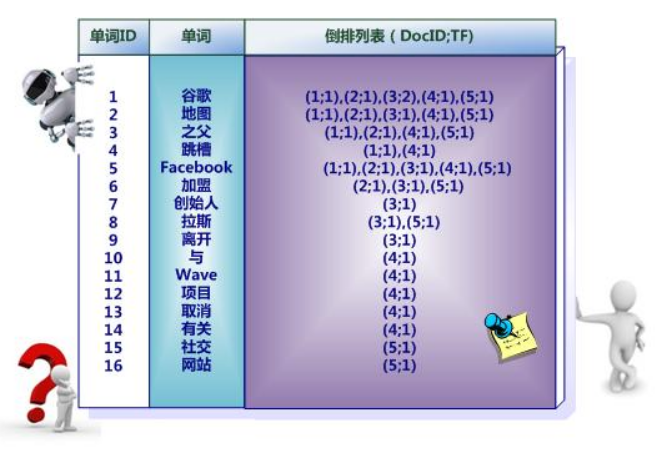 单词ID 单词 倒排列表（DocID;TF)
1 谷歌 (1;1),(2;1),(3;2),(4;1),(5;1)
2 地图 (1;1),(2;1),(3;1),(4;1),(5;1)
3 之父 (1;1),(2;1),(4;1),(5;1)
4 跳槽 (1;1),(4;1)
5 Facebook (1;1),(2;1),(3;1),(4;1),(5;1)
6 加盟 (2;1),(3;1),(5;1)
7 创始人 (3;1)
8 拉斯 (3;1),(5;1)
9 离开 (3;1)
10 与 (4;1)
11 Wave (4;1)
12 项目 (4;1)
13 取消 (4;1)
14 有关 (4;1)
15 社交 (5;1)
16 网站 (5;1)